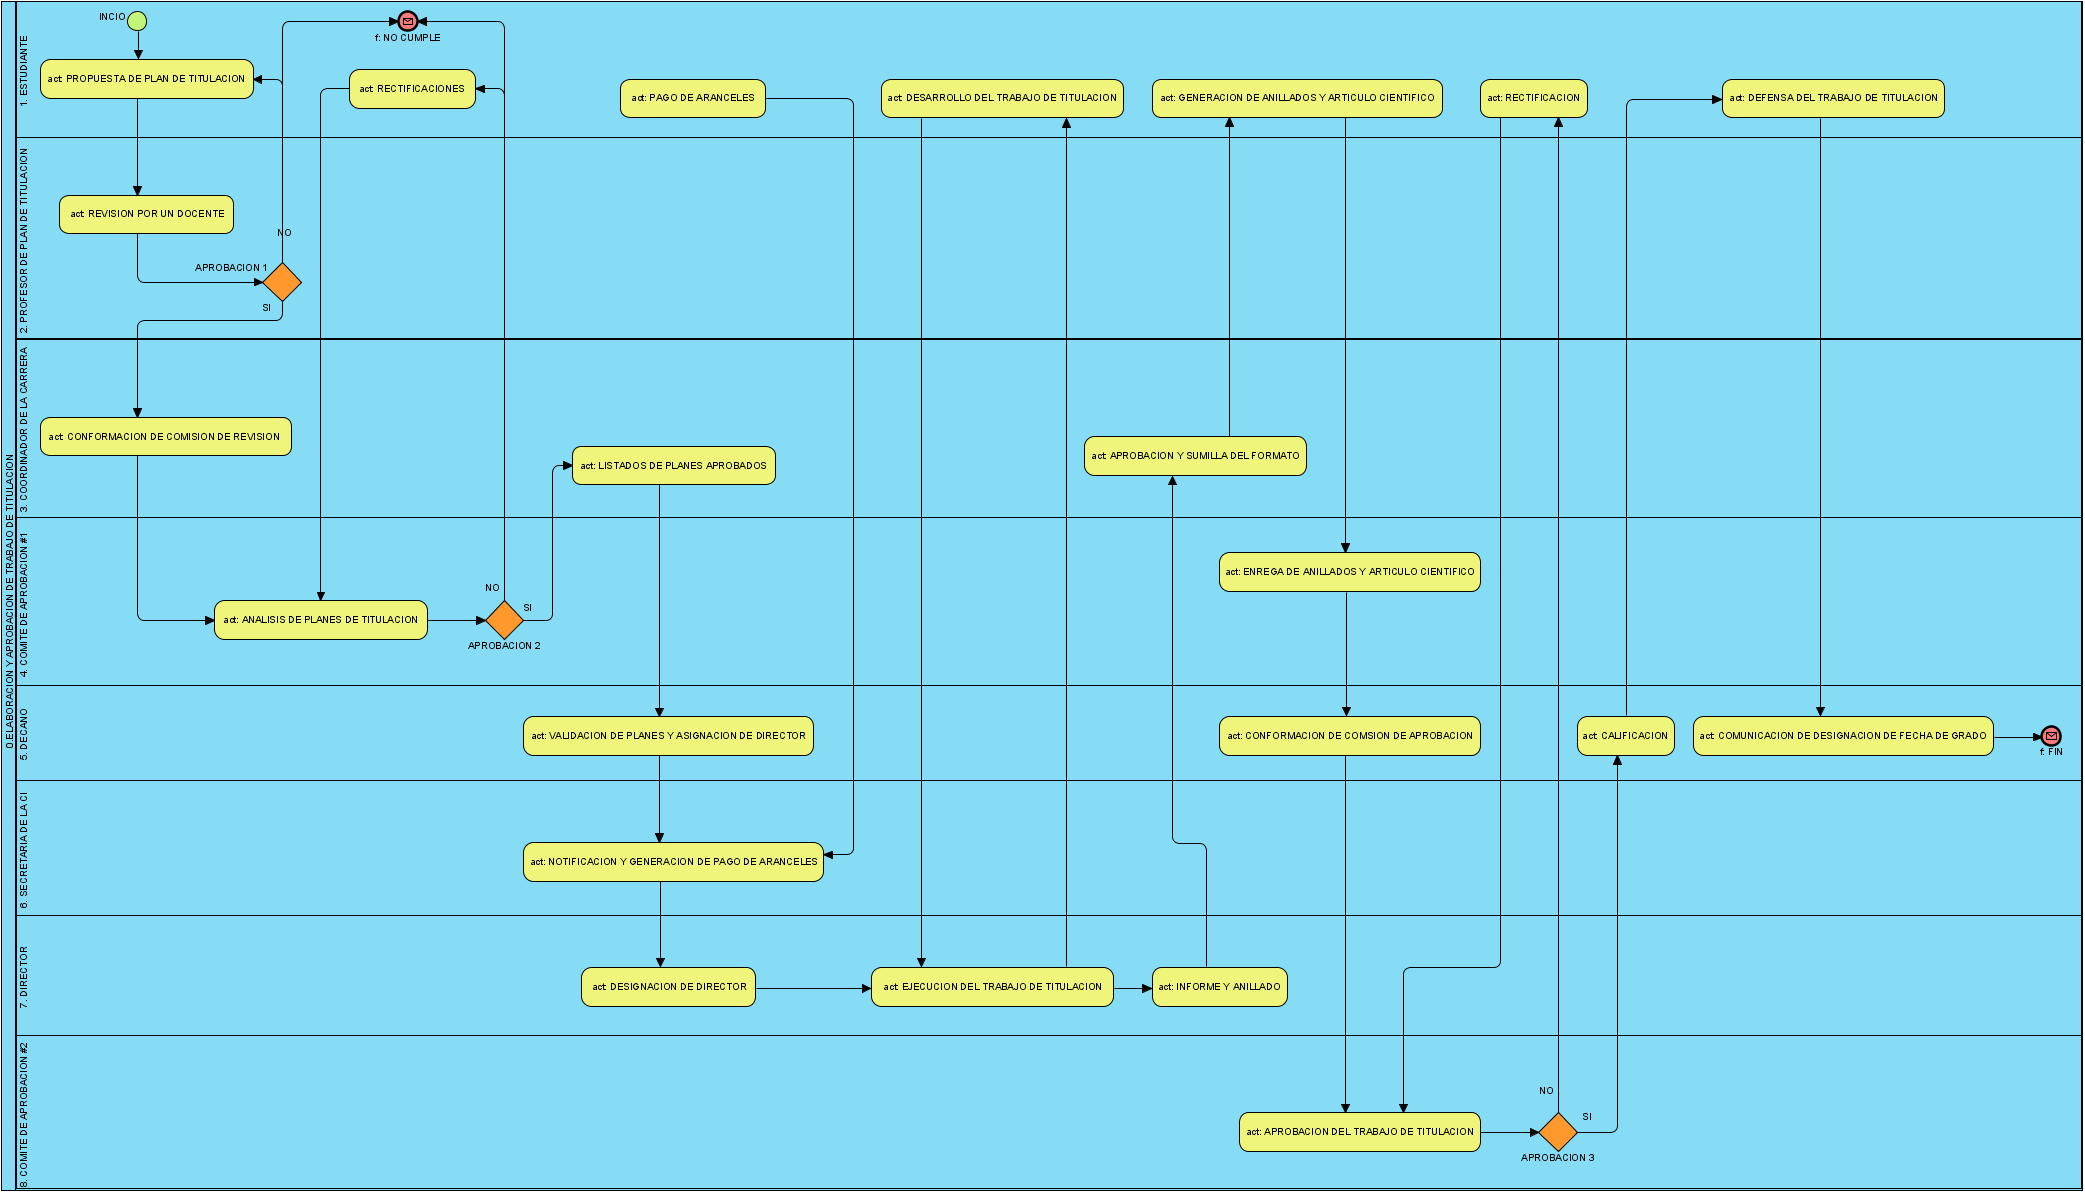 0.ELABORACION Y APROBACION DE TRABAJO DE TITULACION
1. ESTUDIANTE
INCIO
f: NO CUMPLE
act: PROPUESTA DE PLAN DE TITULACION
act: RECTIFICACIONES
act: PAGO DE ARANCELES
act: DESARROLLO DEL TRABAJO DE TITULACION
act: GENERACION DE ANILLADOS Y ARTICULO CIENTIFICO
act: RECTIFICACION
act: DEFENSA DEL TRABAJO DE TITULACION
2. PROFESOR DE PLAN DE TITULACION
act: REVISION POR UN DOCENTE
NO
APROBACION 1
SI
3. COORDINADOR DE LA CARRERA
act: CONFORMACION DE COMISION DE REVISION
act: LISTADOS DE PLANES APROBADOS
act: APROBACION Y SUMILLA DEL FORMATO
4. COMITE DE APROBACION #1
act: ENREGA DE ANILLADOS Y ARTICULO CIENTIFICO
act: ANALISIS DE PLANES DE TITULACION
NO
SI
APROBACION 2
5. DECANO
act: VALIDACION DE PLANES Y ASIGNACION DE DIRECTOR
act: CONFORMACION DE COMSION DE APROBACION
act: CALIFICACION
act: COMUNICACION DE DESIGNACION DE FECHA DE GRADO
f: FIN
6. SECRETARIA DE LA CI
act: NOTIFICACION Y GENERACION DE PAGO DE ARANCELES
7. DIRECTOR
act: DESIGNACION DE DIRECTOR
act: EJECUCION DEL TRABAJO DE TITULACION
act: INFORME Y ANILLADO
8. COMITE DE APROBACION #2
act: APROBACION DEL TRABAJO DE TITULACION
NO
SI
APROBACION 3